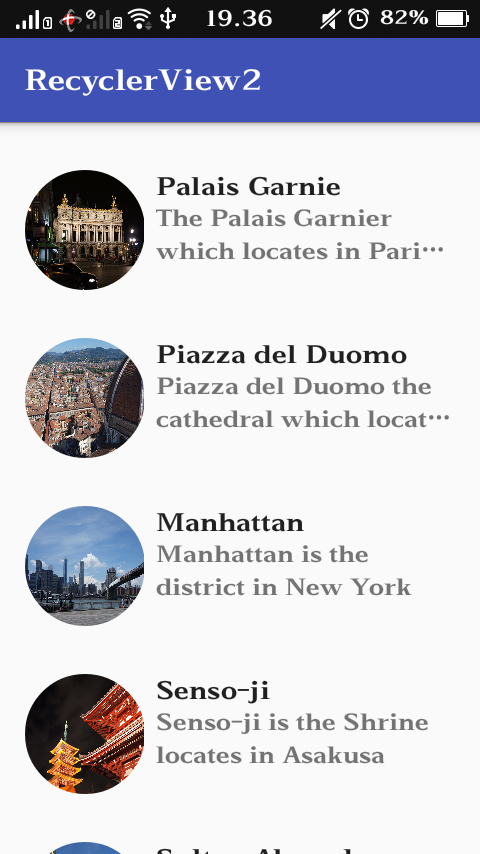 1
2
19.36
82%
RecyclerView2
Palais Garnie
The Palais Garnier
which locates in Pari…
Piazza del Duomo
Piazza del Duomo the
cathedral which locat…
Manhattan
Manhattan is the
district in New York
Senso-ji
Senso-ji is the Shrine
locates in Asakusa